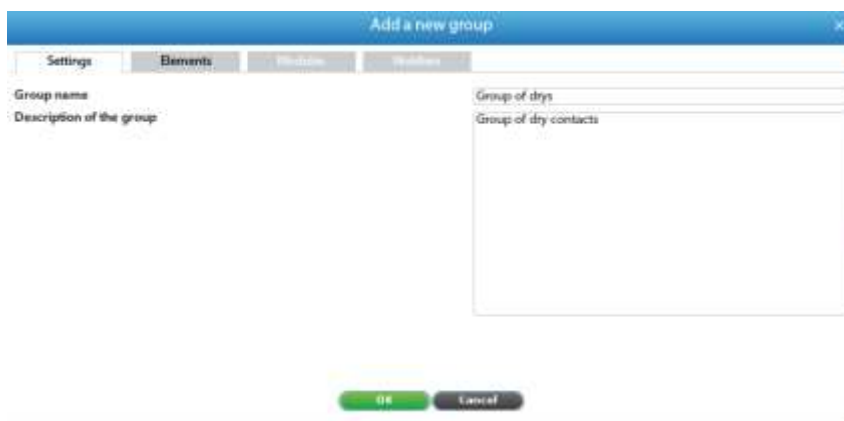 Add a new group
Settings Elements Modules
Group name Group of drys
Description of the group Group of dry contacts
OK Cancel